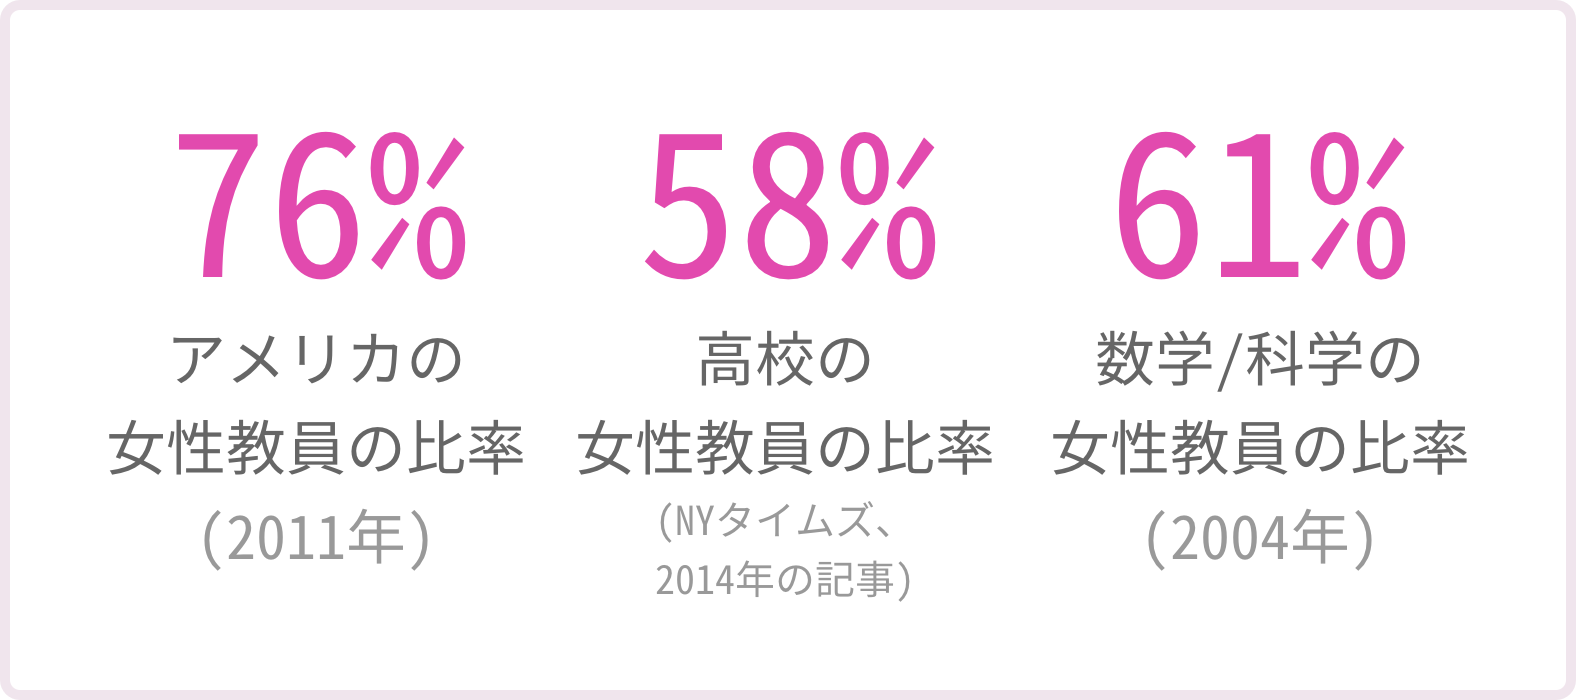 76%
アメリカの
女性教員の比率
(2011年)
58%
高校の
女性教員の比率
(NYタイムズ、
2014年の記事)
61%
数学/科学の
女性教員の比率
(2004年)